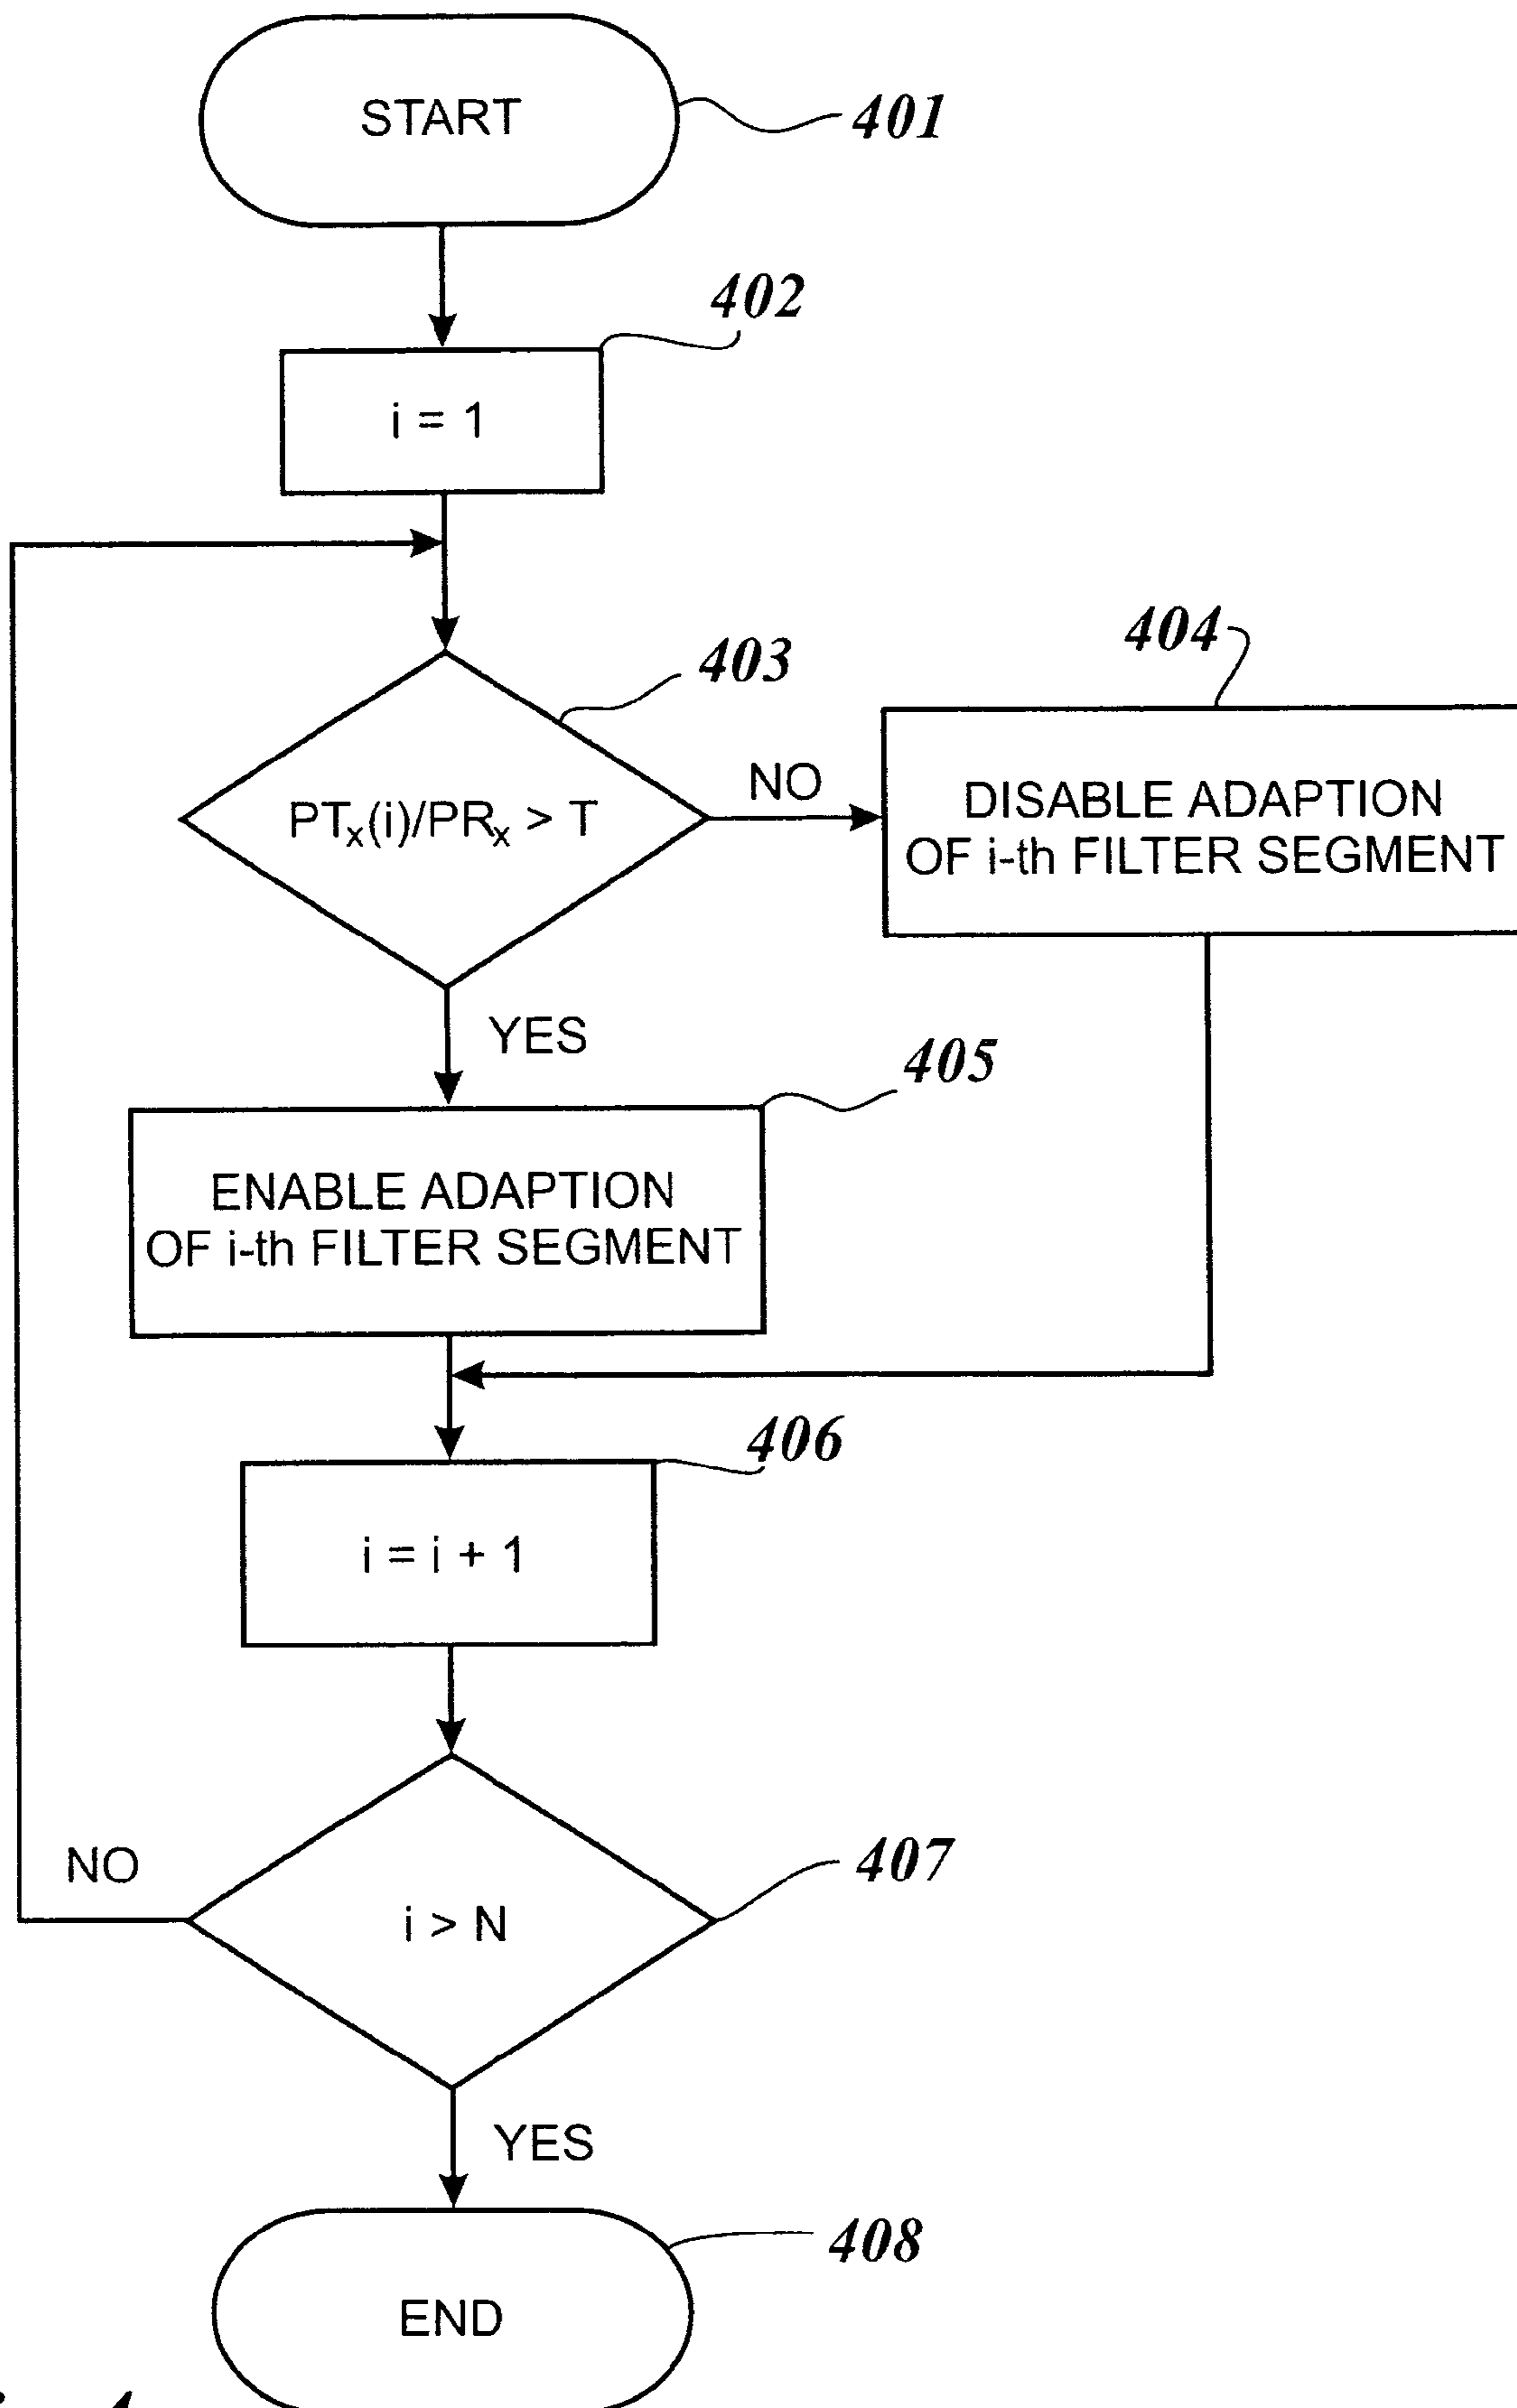 START
401
402
i = 1
403
404
PTx(i)/PRx > T
NO
DISABLE ADAPTION
OF i-th FILTER SEGMENT
YES
405
ENABLE ADAPTION
OF i-th FILTER SEGMENT
406
i = i + 1
NO
407
i > N
YES
408
END